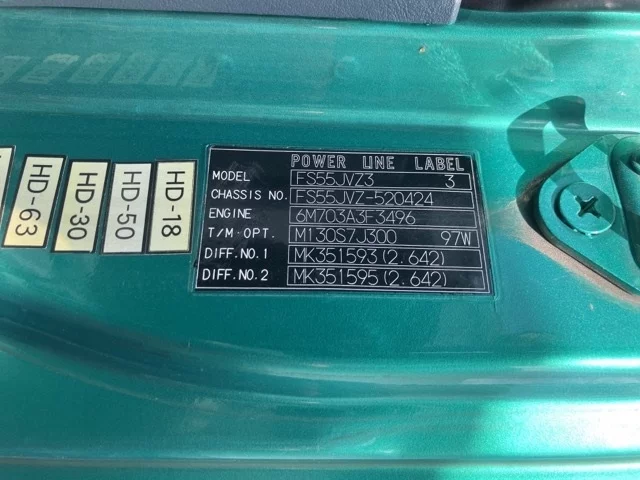 POWER LINE LABEL
MODEL FS55JVZ3 3
CHASSIS NO. FS55JVZ-520424
ENGINE 6M703A3F3496
T/M·OPT. M130S7J300 97W
DIFF.NO.1 MK351593(2.642)
DIFF.NO.2 MK351595(2.642)
HD-63
HD-30
HD-50
HD-18